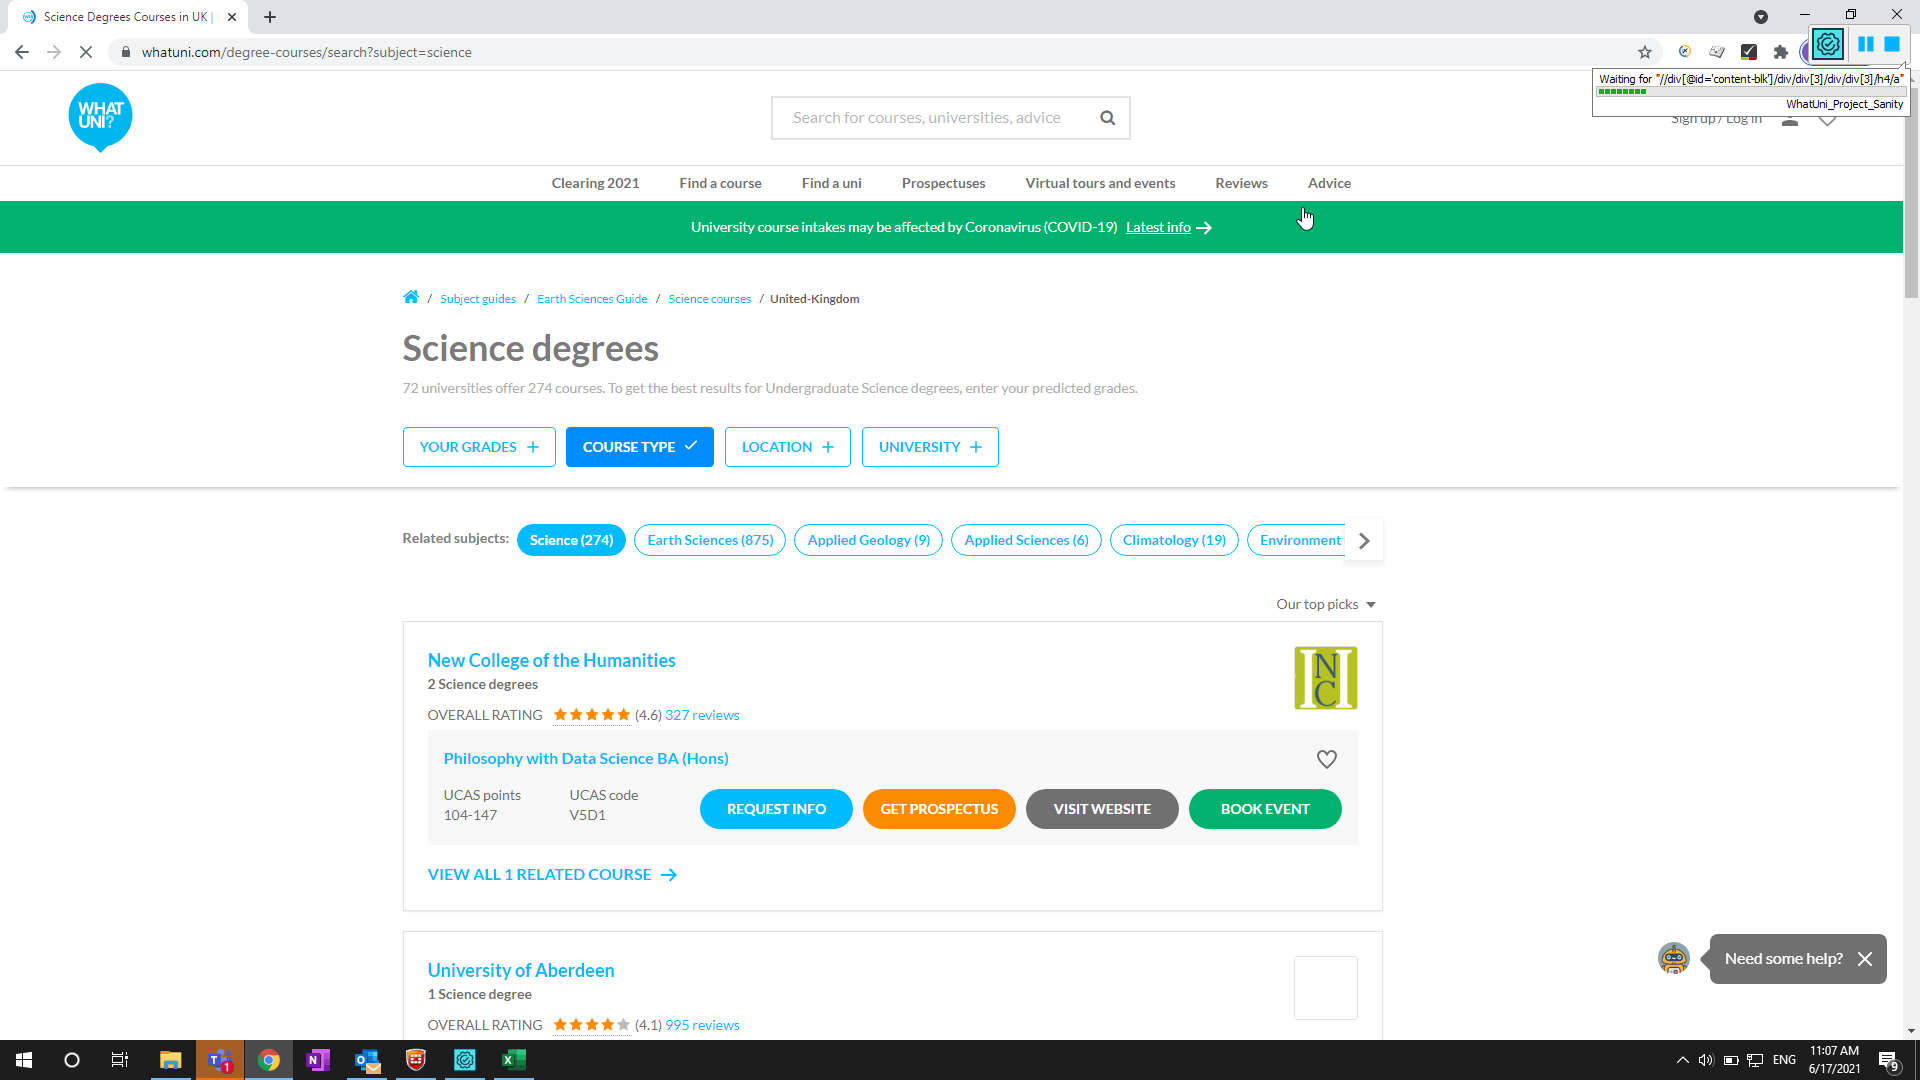 Science Degrees Courses in UK |
whatuni.com/degree-courses/search?subject=science
Waiting for "//div[@id='content-blk']/div/div[3]/div/div[3]/h4/a"
WhatUni_Project_Sanity
WHAT
UNI?
Search for courses, universities, advice
Sign up / Log in
Clearing 2021
Find a course
Find a uni
Prospectuses
Virtual tours and events
Reviews
Advice
University course intakes may be affected by Coronavirus (COVID-19) Latest info
/ Subject guides / Earth Sciences Guide / Science courses / United-Kingdom
Science degrees
72 universities offer 274 courses. To get the best results for Undergraduate Science degrees, enter your predicted grades.
YOUR GRADES
COURSE TYPE
LOCATION
UNIVERSITY
Related subjects:
Science (274)
Earth Sciences (875)
Applied Geology (9)
Applied Sciences (6)
Climatology (19)
Environment
Our top picks
New College of the Humanities
2 Science degrees
OVERALL RATING (4.6) 327 reviews
NCH
Philosophy with Data Science BA (Hons)
UCAS points
104-147
UCAS code
V5D1
REQUEST INFO
GET PROSPECTUS
VISIT WEBSITE
BOOK EVENT
VIEW ALL 1 RELATED COURSE
University of Aberdeen
1 Science degree
OVERALL RATING (4.1) 995 reviews
Need some help?
ENG
11:07 AM
6/17/2021
9